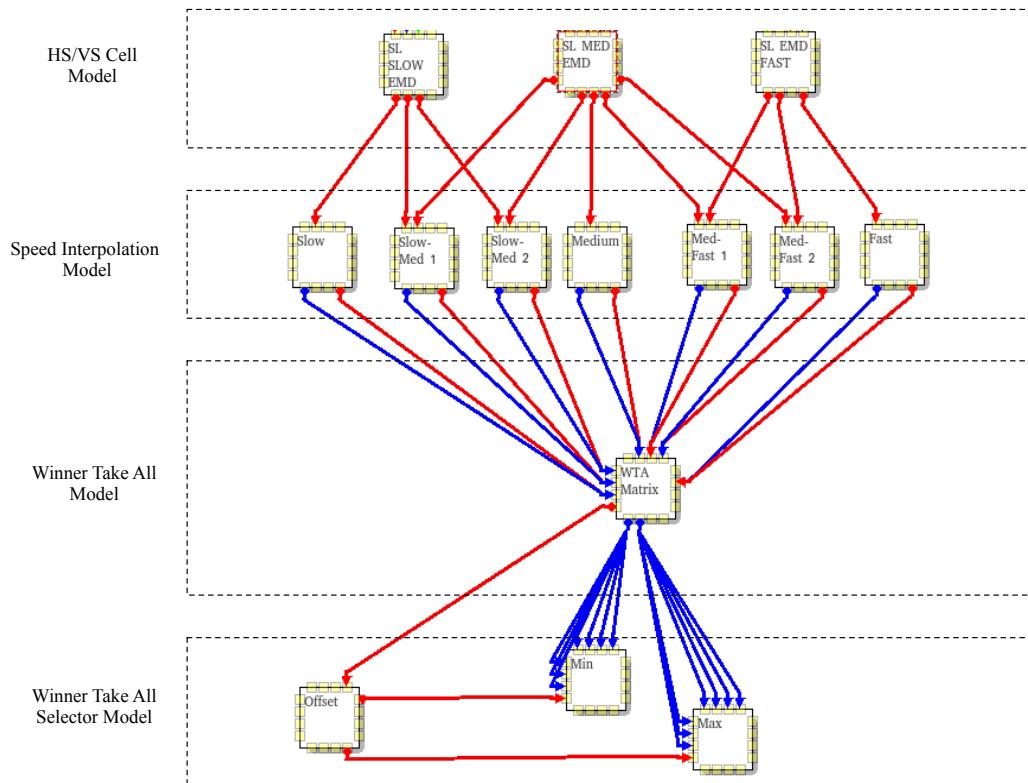 HS/VS Cell
Model
SL
SLOW
EMD
SL MED
EMD
SL EMD
FAST
Speed Interpolation
Model
Slow
Slow-
Med 1
Slow-
Med 2
Medium
Med-
Fast 1
Med-
Fast 2
Fast
Winner Take All
Model
WTA
Matrix
Winner Take All
Selector Model
Offset
Min
Max